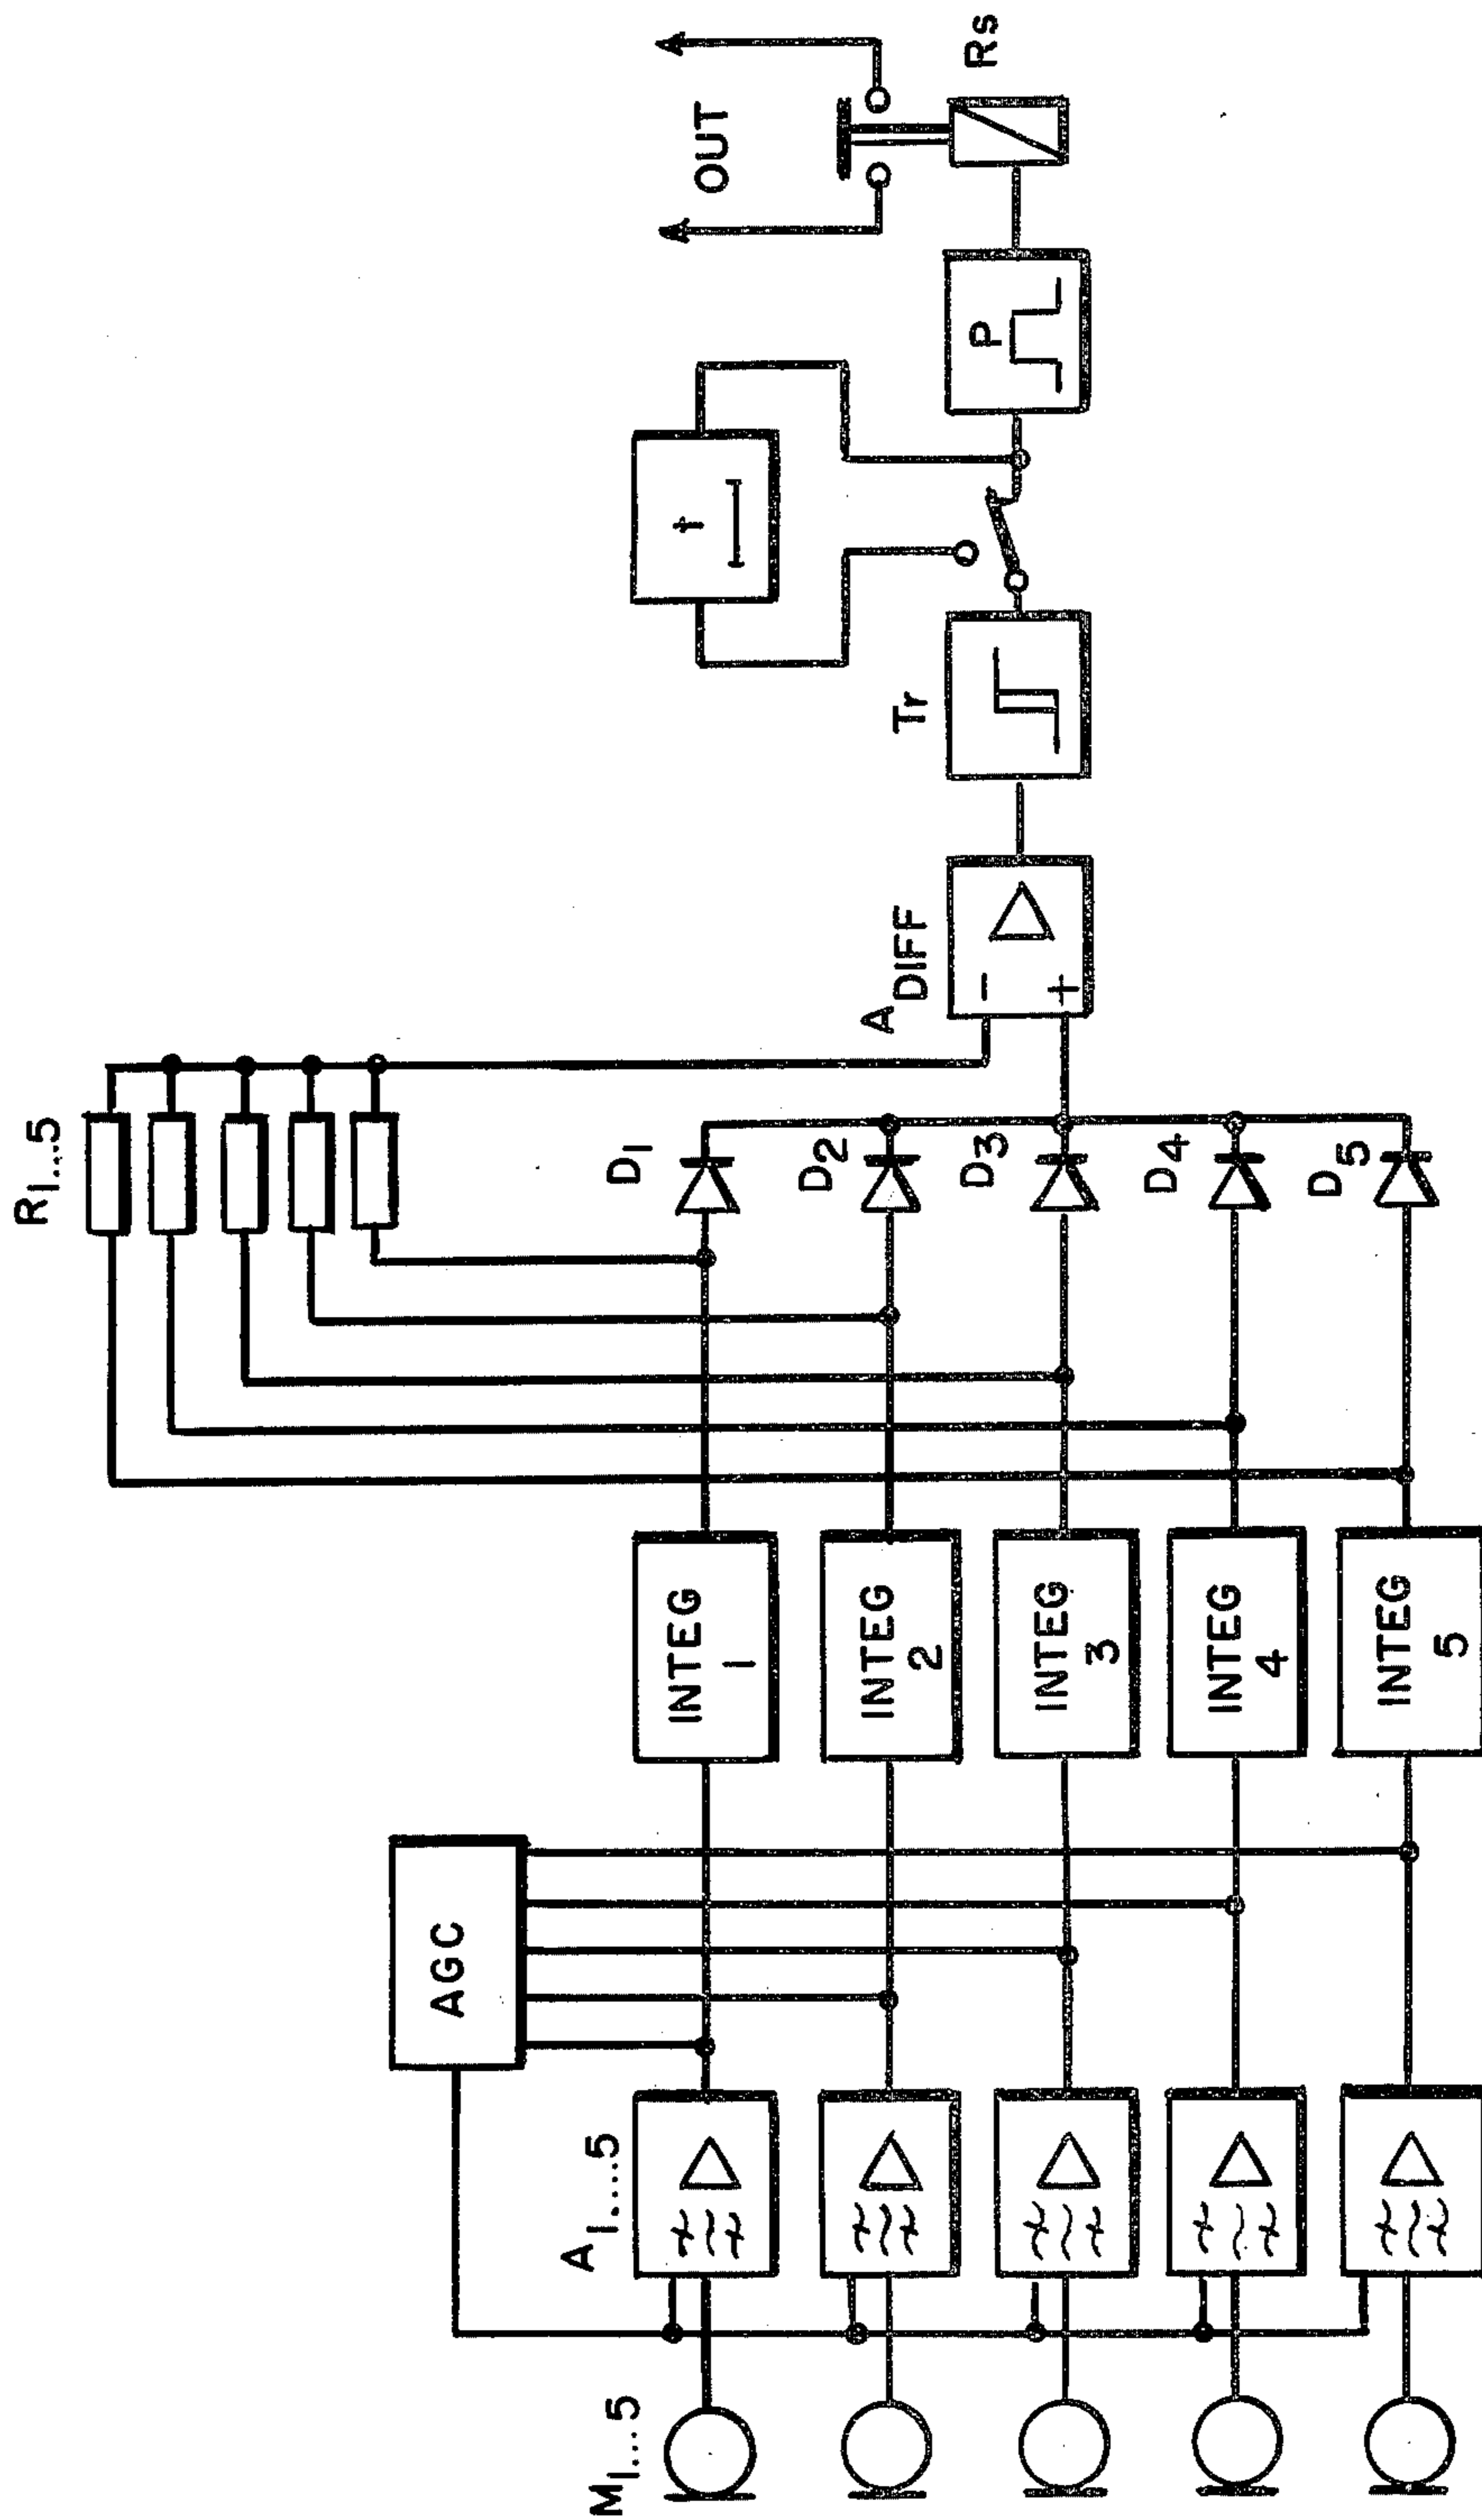 M1...5
A1...5
AGC
INTEG
1
INTEG
2
INTEG
3
INTEG
4
INTEG
5
R1...5
D1
D2
D3
D4
D5
A DIFF
-
+
Tr
t
P
OUT
Rs